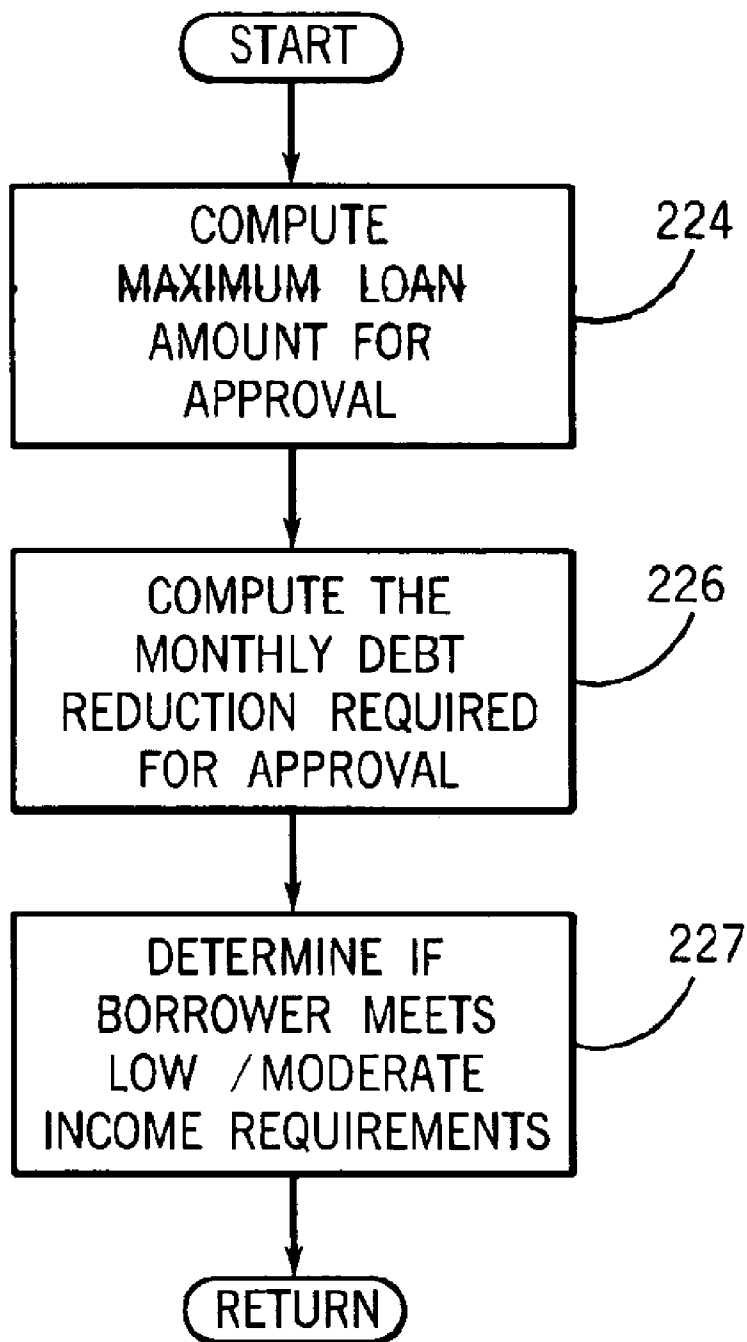 START
COMPUTE
MAXIMUM LOAN
AMOUNT FOR
APPROVAL
224
COMPUTE THE
MONTHLY DEBT
REDUCTION REQUIRED
FOR APPROVAL
226
DETERMINE IF
BORROWER MEETS
LOW / MODERATE
INCOME REQUIREMENTS
227
RETURN